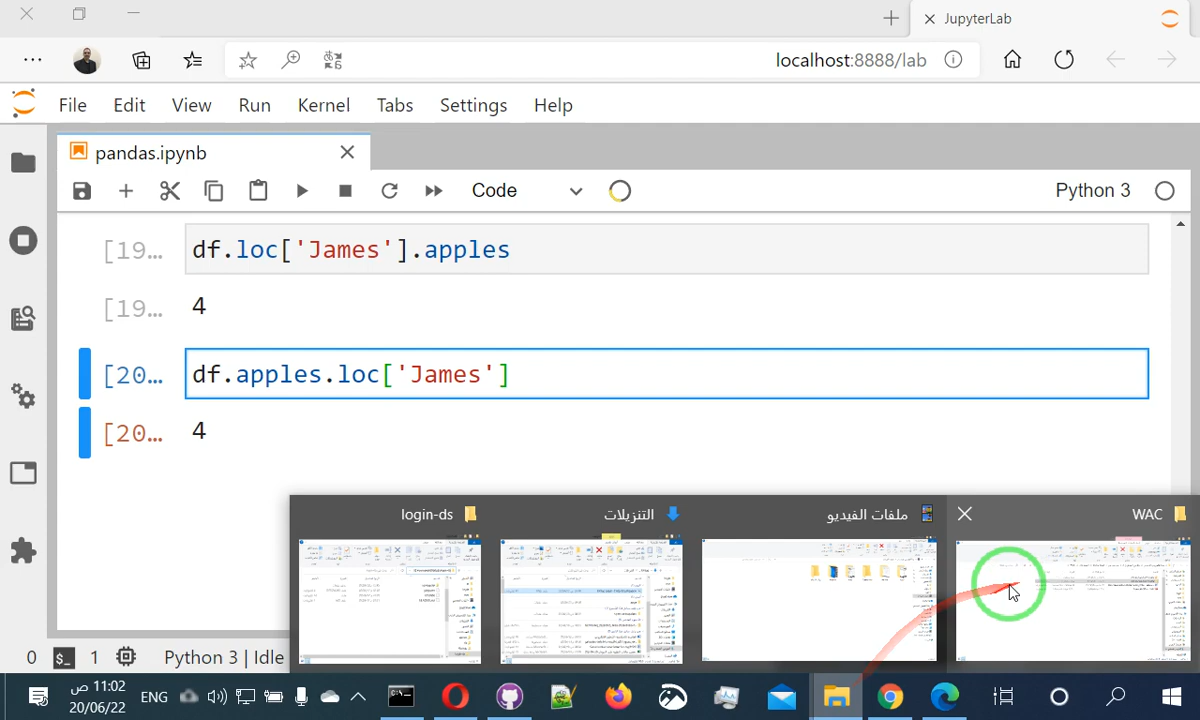 JupyterLab
localhost:8888/lab
File Edit View Run Kernel Tabs Settings Help
pandas.ipynb
Code Python 3
[19… df.loc['James'].apples
[19… 4
[20… df.apples.loc['James']
[20… 4
WAC
ملفات الفيديو
التنزيلات
login-ds
0 $_ 1 Python 3 | Idle
11:02 ص
ENG
20/06/22